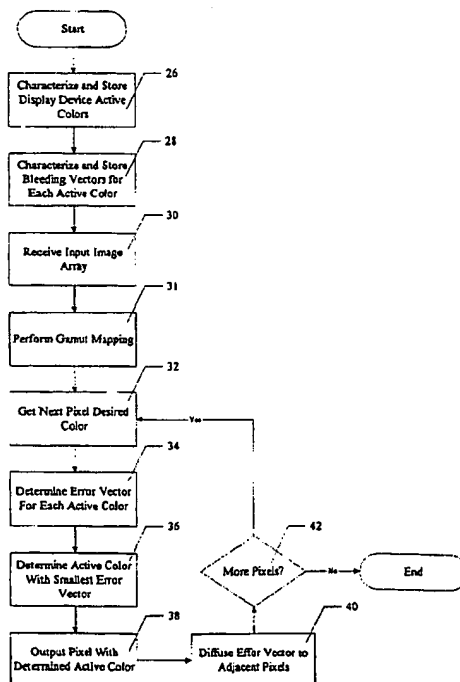 Start
26
Characterize and Store
Display Device Active
Colors
28
Characterize and Store
Bleeding Vectors for
Each Active Color
30
Receive Input Image
Array
31
Perform Gamut Mapping
32
Get Next Pixel Desired
Color
Yes
34
Determine Error Vector
For Each Active Color
36
Determine Active Color
With Smallest Error
Vector
42
More Pixels?
No
End
38
Output Pixel With
Determined Active Color
40
Diffuse Error Vector to
Adjacent Pixels